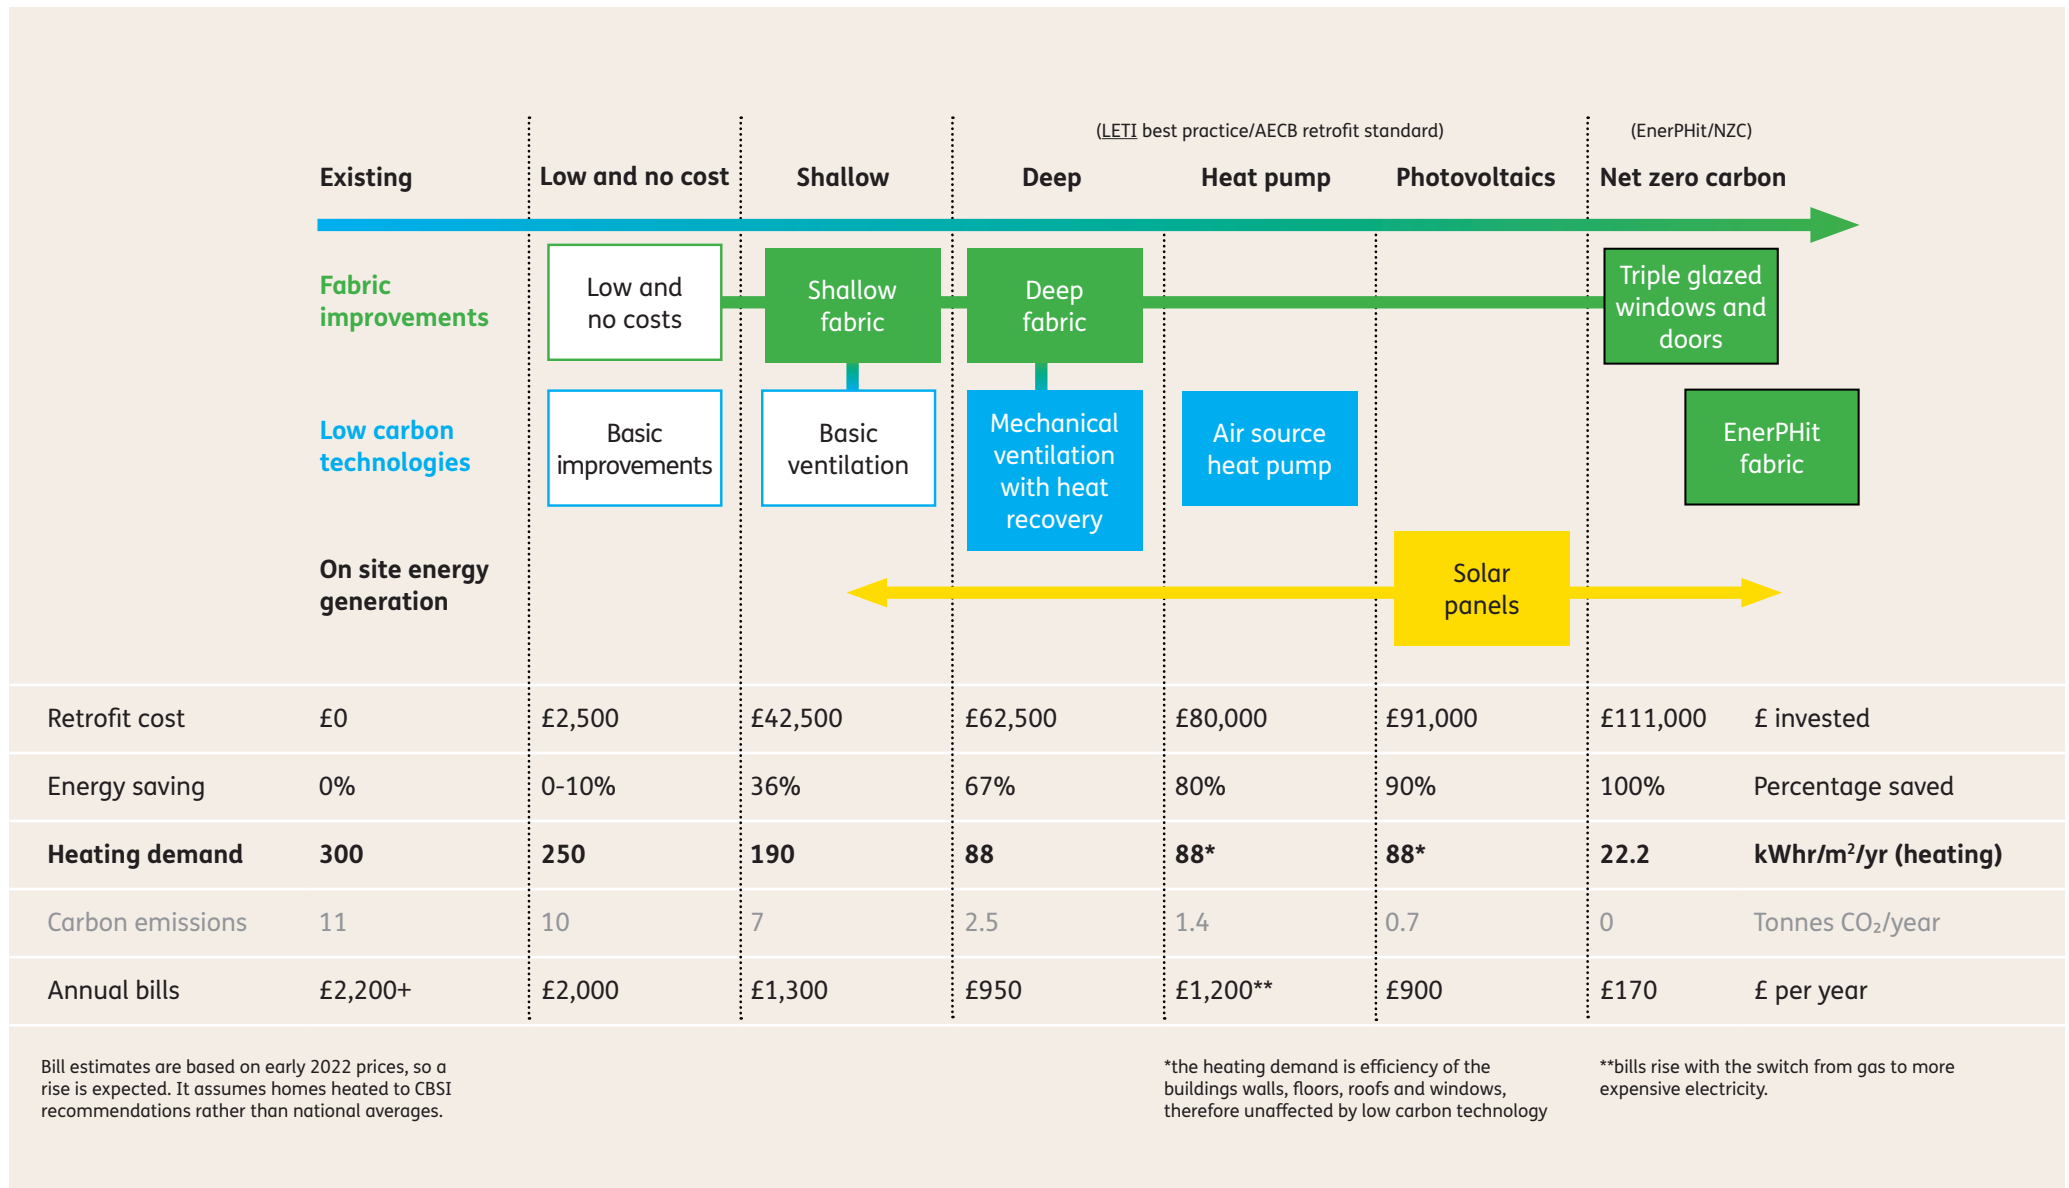 (LETI best practice/AECB retrofit standard)
(EnerPHit/NZC)
Existing
Low and no cost
Shallow
Deep
Heat pump
Photovoltaics
Net zero carbon
Fabric
improvements
Low and
no costs
Shallow
fabric
Deep
fabric
Triple glazed
windows and
doors
Low carbon
technologies
Basic
improvements
Basic
ventilation
Mechanical
ventilation
with heat
recovery
Air source
heat pump
EnerPHit
fabric
On site energy
generation
Solar
panels
Retrofit cost £0 £2,500 £42,500 £62,500 £80,000 £91,000 £111,000 £ invested
Energy saving 0% 0-10% 36% 67% 80% 90% 100% Percentage saved
Heating demand 300 250 190 88 88* 88* 22.2 kWhr/m²/yr (heating)
Carbon emissions 11 10 7 2.5 1.4 0.7 0 Tonnes CO₂/year
Annual bills £2,200+ £2,000 £1,300 £950 £1,200** £900 £170 £ per year
Bill estimates are based on early 2022 prices, so a
rise is expected. It assumes homes heated to CBSI
recommendations rather than national averages.
*the heating demand is efficiency of the
buildings walls, floors, roofs and windows,
therefore unaffected by low carbon technology
**bills rise with the switch from gas to more
expensive electricity.